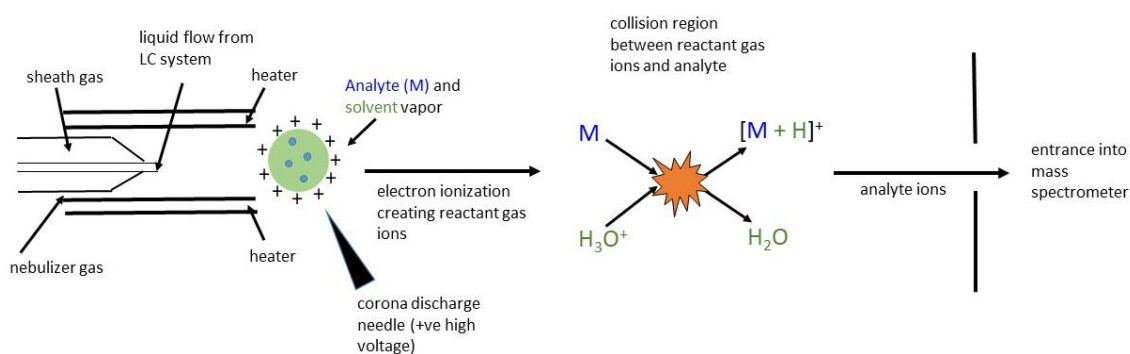 liquid flow from
LC system
sheath gas
heater
Analyte (M) and
solvent vapor
+ + + + + + + + + + + + + + +
nebulizer gas
heater
electron ionization
creating reactant gas
ions
corona discharge
needle (+ve high
voltage)
collision region
between reactant gas
ions and analyte
M
[M + H]⁺
H₃O⁺
H₂O
analyte ions
entrance into
mass
spectrometer